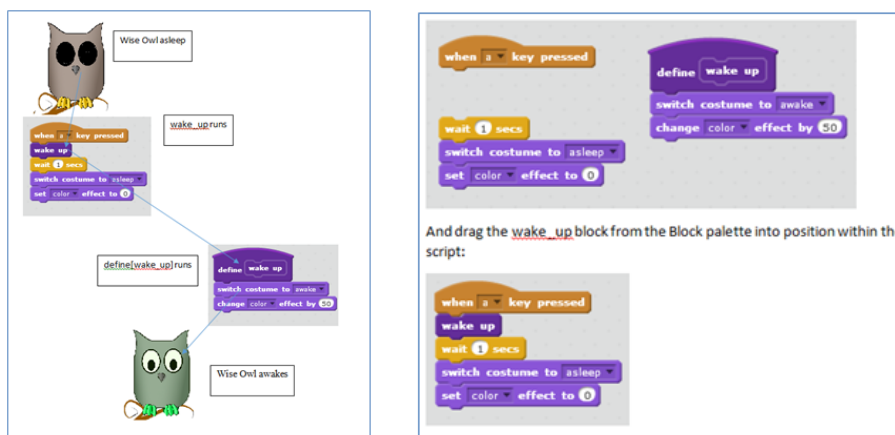 Wise Owl asleep
wake_up runs
when a key pressed
wake up
wait 1 secs
switch costume to asleep
set color effect to 0
define[wake_up] runs
define wake up
switch costume to awake
change color effect by 50
Wise Owl awakes
when a key pressed
wait 1 secs
switch costume to asleep
set color effect to 0
define wake up
switch costume to awake
change color effect by 50
And drag the wake_up block from the Block palette into position within th
script:
when a key pressed
wake up
wait 1 secs
switch costume to asleep
set color effect to 0